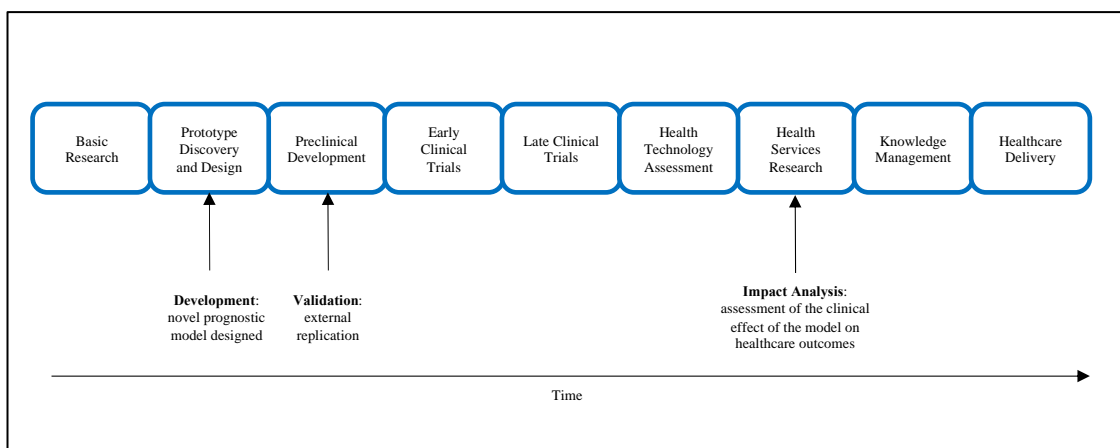 Basic
Research
Prototype
Discovery
and Design
Preclinical
Development
Early
Clinical
Trials
Late Clinical
Trials
Health
Technology
Assessment
Health
Services
Research
Knowledge
Management
Healthcare
Delivery
Development:
novel prognostic
model designed
Validation:
external
replication
Impact Analysis:
assessment of the clinical
effect of the model on
healthcare outcomes
Time